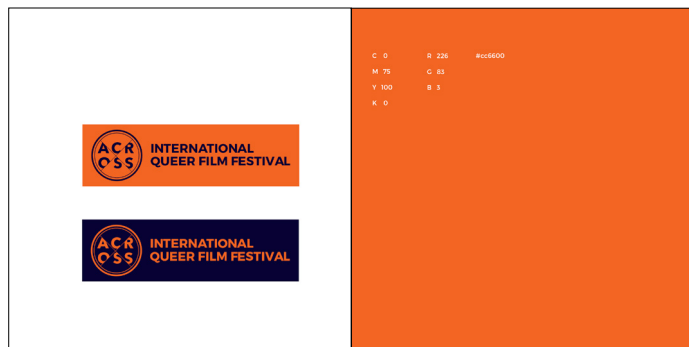 ACR
OSS
INTERNATIONAL
QUEER FILM FESTIVAL
ACR
OSS
INTERNATIONAL
QUEER FILM FESTIVAL
C 0 R 226 #cc6600
M 75 G 83
Y 100 B 3
K 0